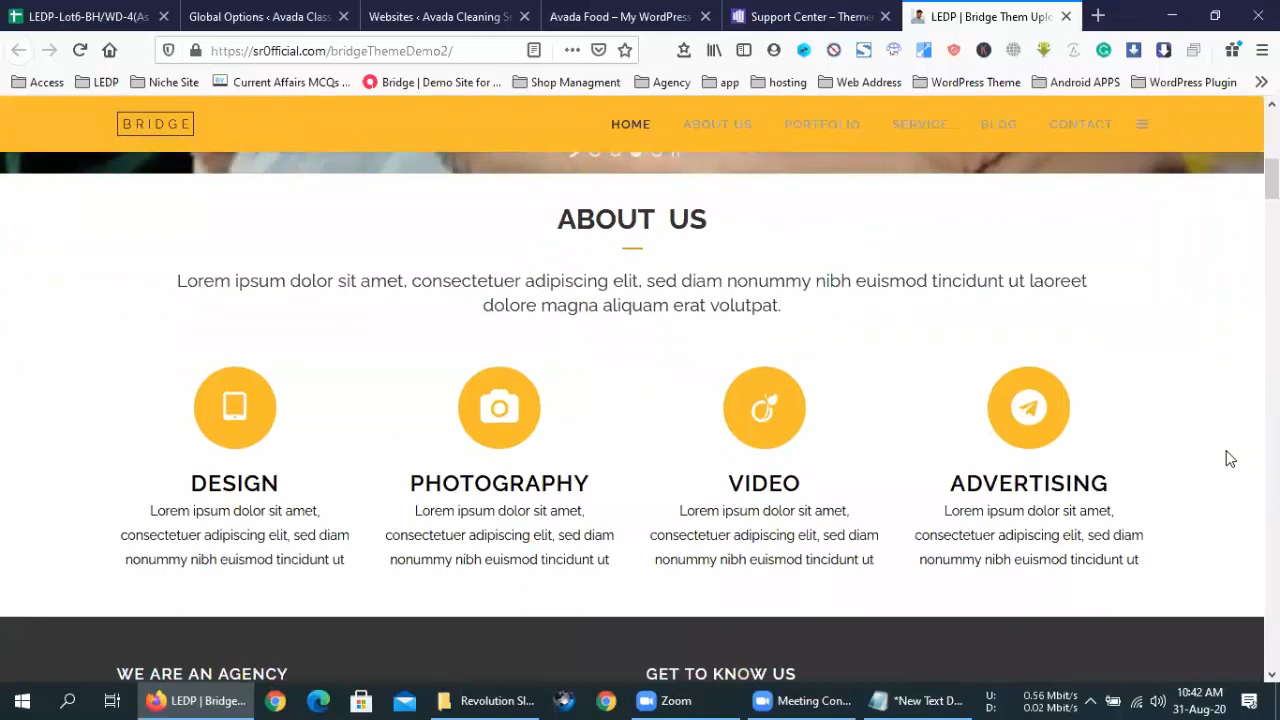 LEDP-Lot6-BH/WD-4(As
Global Options ‹ Avada Class
Websites ‹ Avada Cleaning Se
Avada Food – My WordPress
Support Center – Theme
LEDP | Bridge Them Uplo
https://sr0fficial.com/bridgeThemeDemo2/
Access
LEDP
Niche Site
Current Affairs MCQs ...
Bridge | Demo Site for ...
Shop Managment
Agency
app
hosting
Web Address
WordPress Theme
Android APPS
WordPress Plugin
BRIDGE
HOME
ABOUT US
PORTFOLIO
SERVICE
BLOG
CONTACT
ABOUT US
Lorem ipsum dolor sit amet, consectetuer adipiscing elit, sed diam nonummy nibh euismod tincidunt ut laoreet
dolore magna aliquam erat volutpat.
DESIGN
Lorem ipsum dolor sit amet,
consectetuer adipiscing elit, sed diam
nonummy nibh euismod tincidunt ut
PHOTOGRAPHY
Lorem ipsum dolor sit amet,
consectetuer adipiscing elit, sed diam
nonummy nibh euismod tincidunt ut
VIDEO
Lorem ipsum dolor sit amet,
consectetuer adipiscing elit, sed diam
nonummy nibh euismod tincidunt ut
ADVERTISING
Lorem ipsum dolor sit amet,
consectetuer adipiscing elit, sed diam
nonummy nibh euismod tincidunt ut
WE ARE AN AGENCY
GET TO KNOW US
LEDP | Bridge...
Revolution Sl...
Zoom
Meeting Con...
*New Text D...
U: 0.56 Mbit/s
D: 0.02 Mbit/s
10:42 AM
31-Aug-20